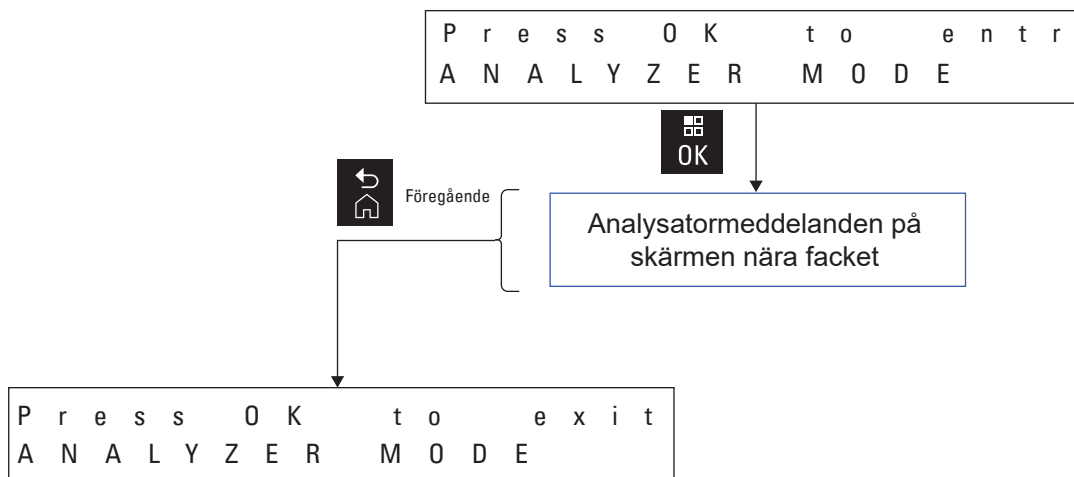 Press OK to entr
ANALYZER MODE
OK
Föregående
Analysatormeddelanden på
skärmen nära facket
Press OK to exit
ANALYZER MODE